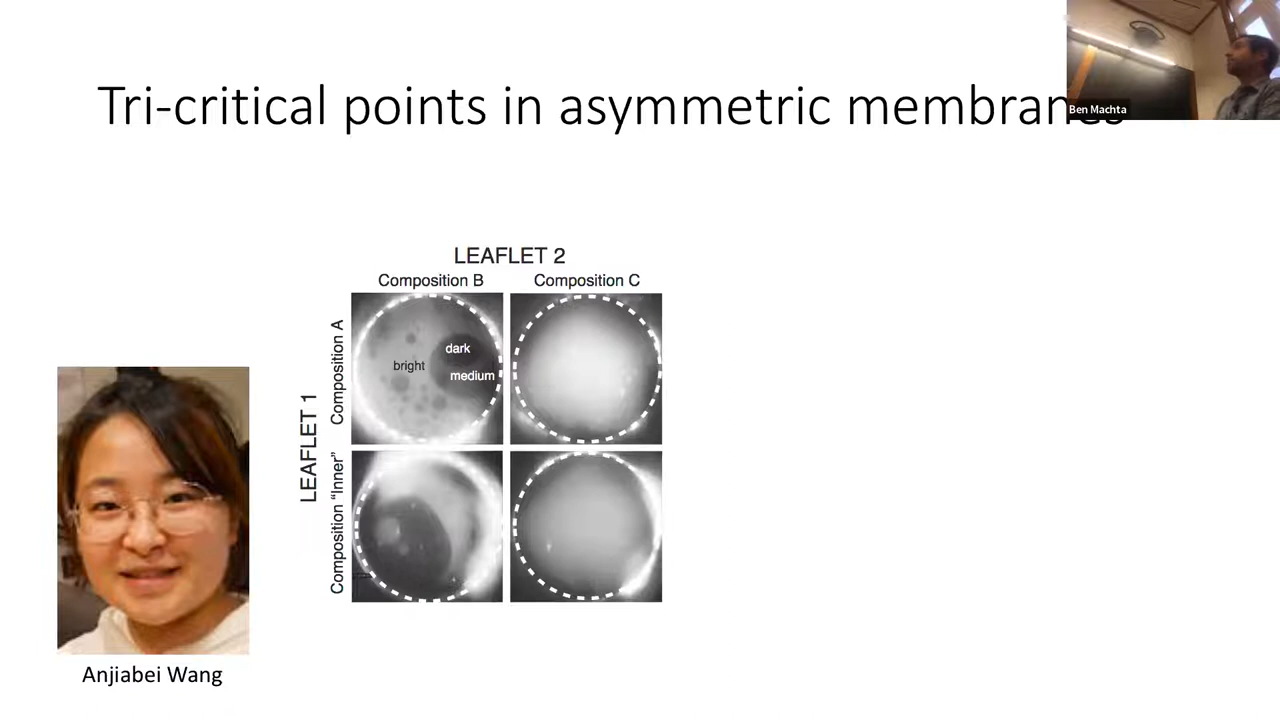 Tri-critical points in asymmetric membranes
Ben Machta
LEAFLET 2
Composition B
Composition C
LEAFLET 1
Composition A
Composition "Inner"
bright
dark
medium
Anjiabei Wang